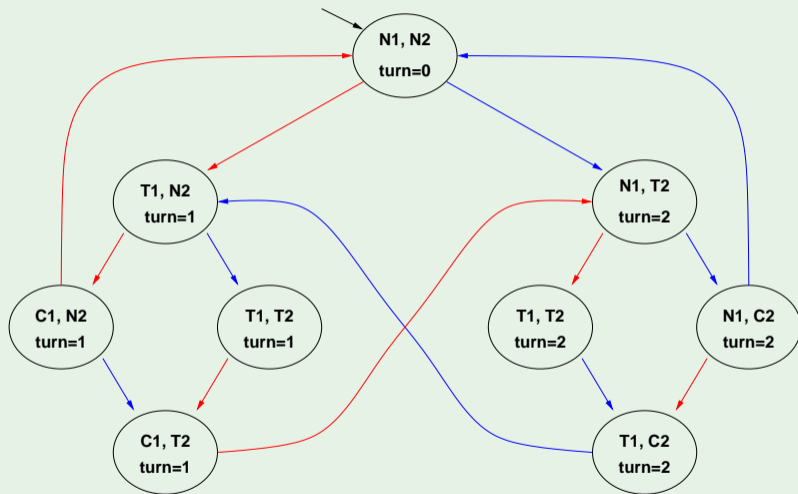 N1, N2
turn=0
T1, N2
turn=1
N1, T2
turn=2
C1, N2
turn=1
T1, T2
turn=1
T1, T2
turn=2
N1, C2
turn=2
C1, T2
turn=1
T1, C2
turn=2